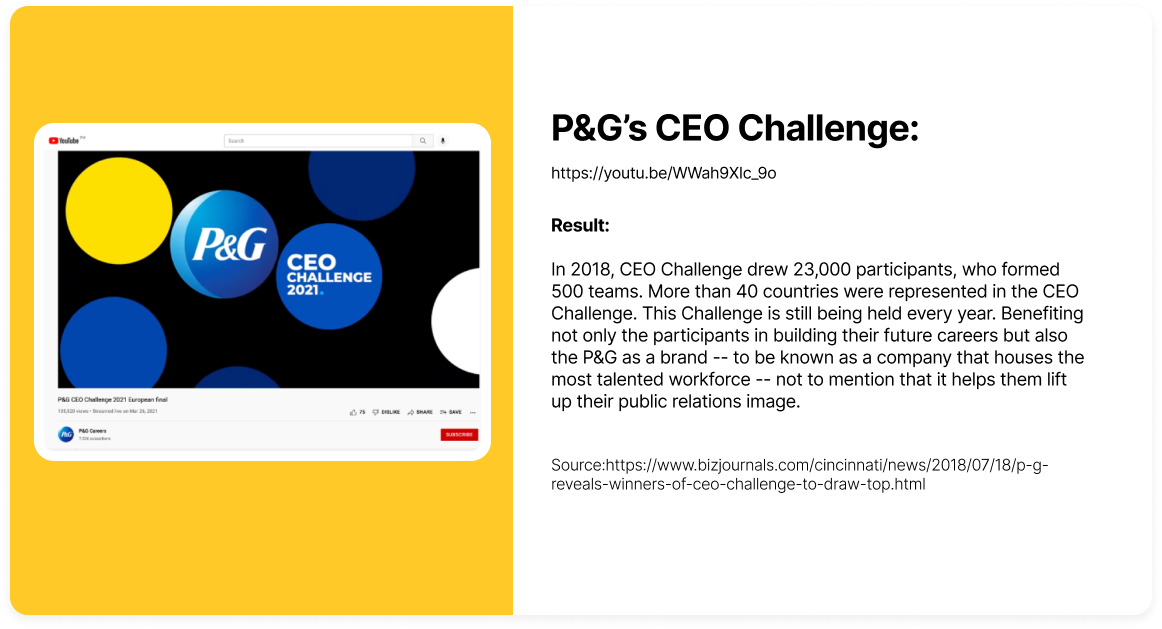 YouTube
Search
P&G
CEO
CHALLENGE
2021
P&G CEO Challenge 2021 European final
Streamed live on Mar 26, 2021
75 DISLIKE SHARE SAVE
P&G
P&G Careers
SUBSCRIBE
P&G’s CEO Challenge:
https://youtu.be/WWah9XIc_9o
Result:
In 2018, CEO Challenge drew 23,000 participants, who formed
500 teams. More than 40 countries were represented in the CEO
Challenge. This Challenge is still being held every year. Benefiting
not only the participants in building their future careers but also
the P&G as a brand -- to be known as a company that houses the
most talented workforce -- not to mention that it helps them lift
up their public relations image.
Source:https://www.bizjournals.com/cincinnati/news/2018/07/18/p-g-
reveals-winners-of-ceo-challenge-to-draw-top.html